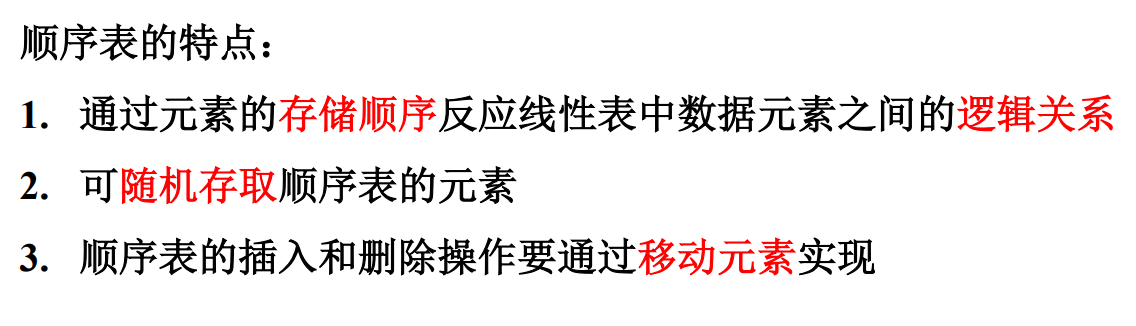 顺序表的特点：
1. 通过元素的存储顺序反应线性表中数据元素之间的逻辑关系
2. 可随机存取顺序表的元素
3. 顺序表的插入和删除操作要通过移动元素实现